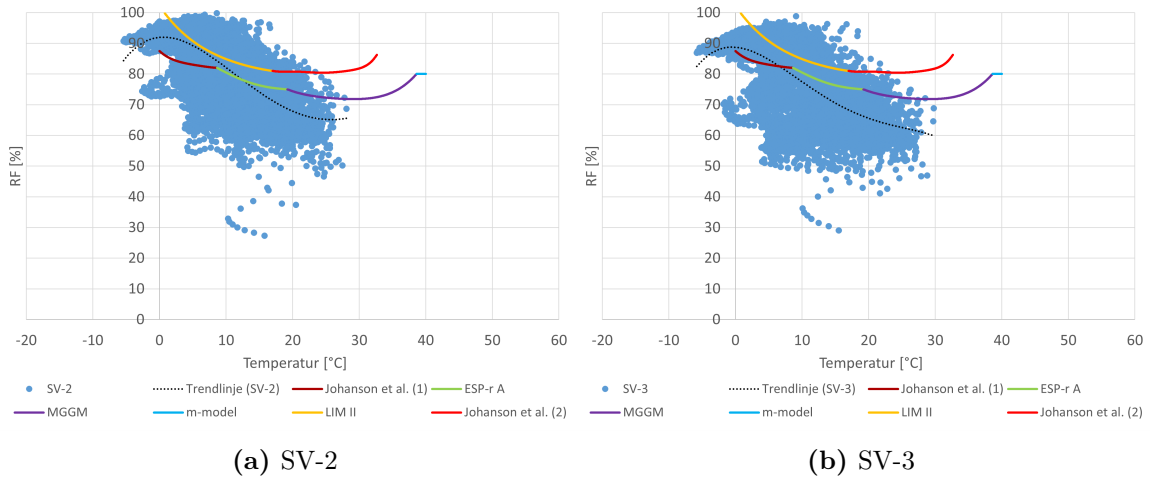 100
90
80
70
60
50
40
30
20
10
0
RF [%]
-20 -10 0 10 20 30 40 50 60
Temperatur [°C]
SV-2 Trendlinje (SV-2) Johanson et al. (1) ESP-r A
MGGM m-model LIM II Johanson et al. (2)
(a) SV-2
100
90
80
70
60
50
40
30
20
10
0
RF [%]
-20 -10 0 10 20 30 40 50 60
Temperatur [°C]
SV-3 Trendlinje (SV-3) Johanson et al. (1) ESP-r A
MGGM m-model LIM II Johanson et al. (2)
(b) SV-3